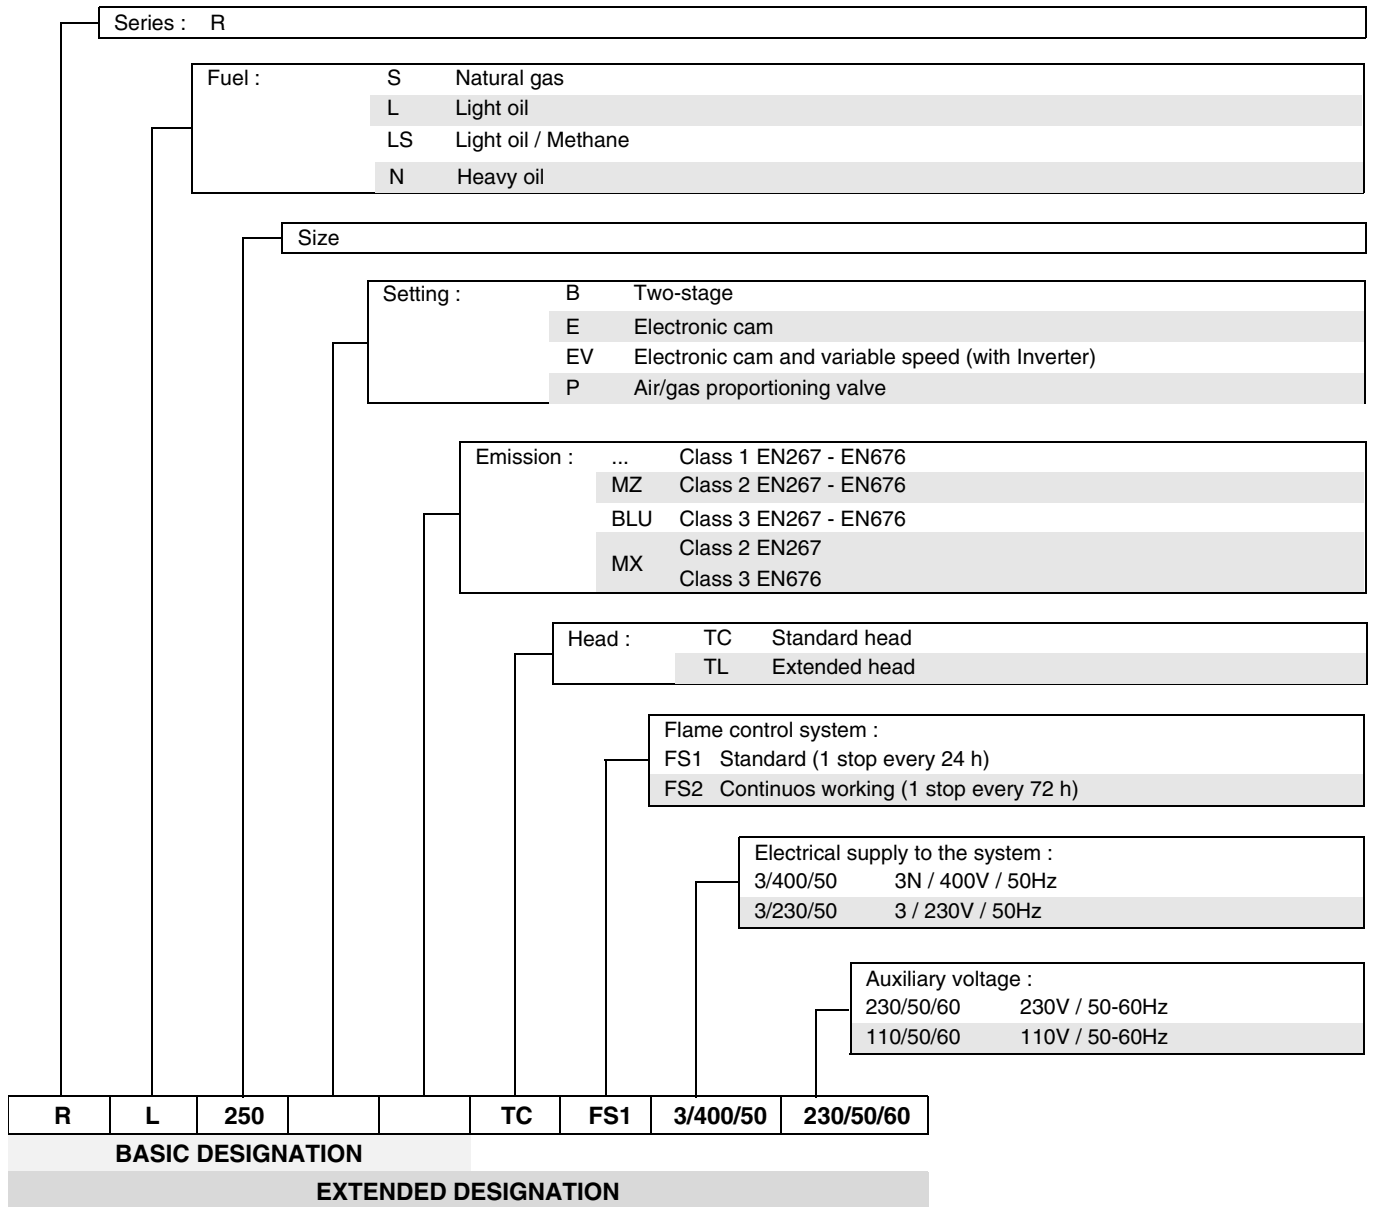 Series : R
Fuel : S Natural gas
L Light oil
LS Light oil / Methane
N Heavy oil
Size
Setting : B Two-stage
E Electronic cam
EV Electronic cam and variable speed (with Inverter)
P Air/gas proportioning valve
Emission : ... Class 1 EN267 - EN676
MZ Class 2 EN267 - EN676
BLU Class 3 EN267 - EN676
MX Class 2 EN267
Class 3 EN676
Head : TC Standard head
TL Extended head
Flame control system :
FS1 Standard (1 stop every 24 h)
FS2 Continuos working (1 stop every 72 h)
Electrical supply to the system :
3/400/50 3N / 400V / 50Hz
3/230/50 3 / 230V / 50Hz
Auxiliary voltage :
230/50/60 230V / 50-60Hz
110/50/60 110V / 50-60Hz
R L 250 TC FS1 3/400/50 230/50/60
BASIC DESIGNATION
EXTENDED DESIGNATION